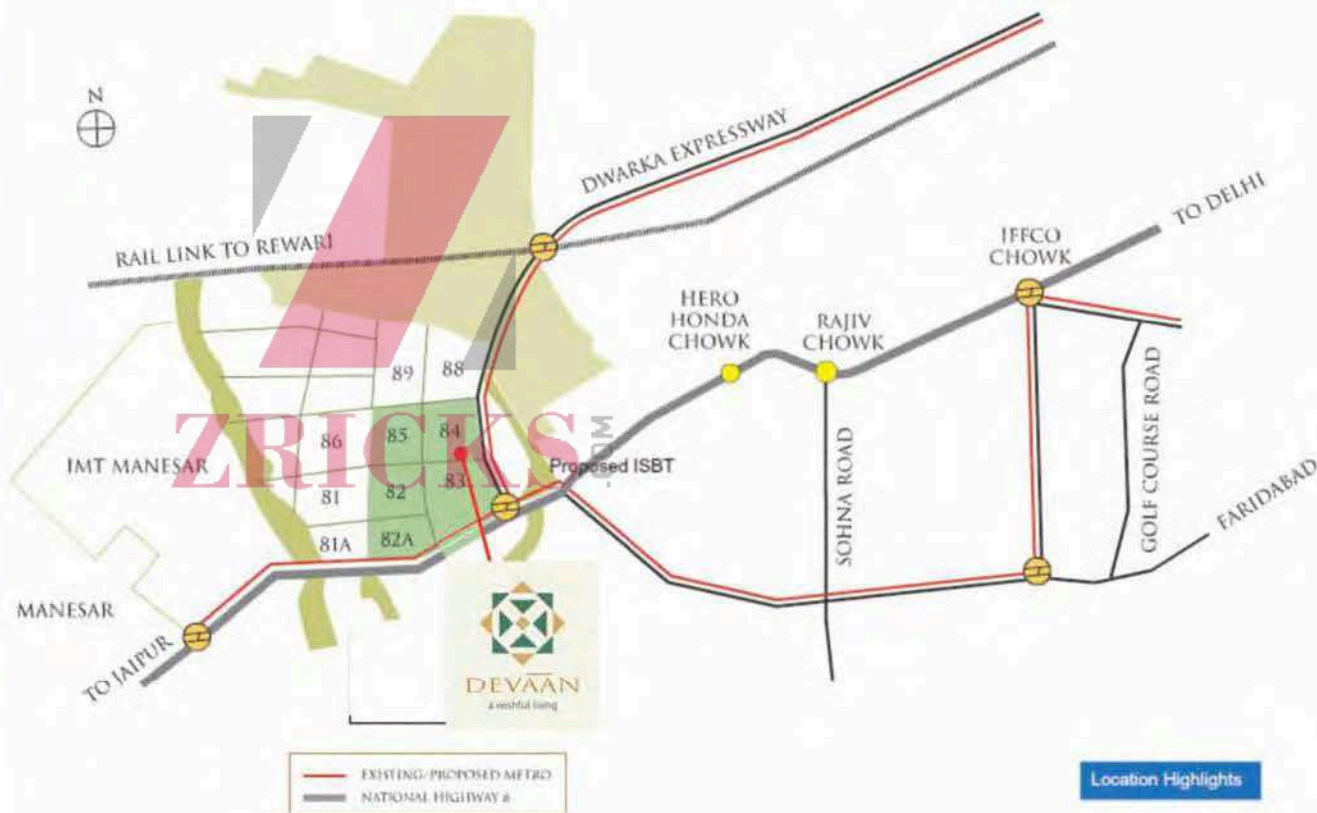 N
DWARKA EXPRESSWAY
TO DELHI
RAIL LINK TO REWARI
IFFCO
CHOWK
HERO
HONDA
CHOWK
RAJIV
CHOWK
89
88
GOLF COURSE ROAD
ZRICKS
.COM
86
85
84
IMT MANESAR
Proposed ISBT
SOHNA ROAD
81
82
83
FARIDABAD
81A
82A
MANESAR
TO JAIPUR
DEVAAN
a wishful living
EXISTING/PROPOSED METRO
NATIONAL HIGHWAY 8
Location Highlights